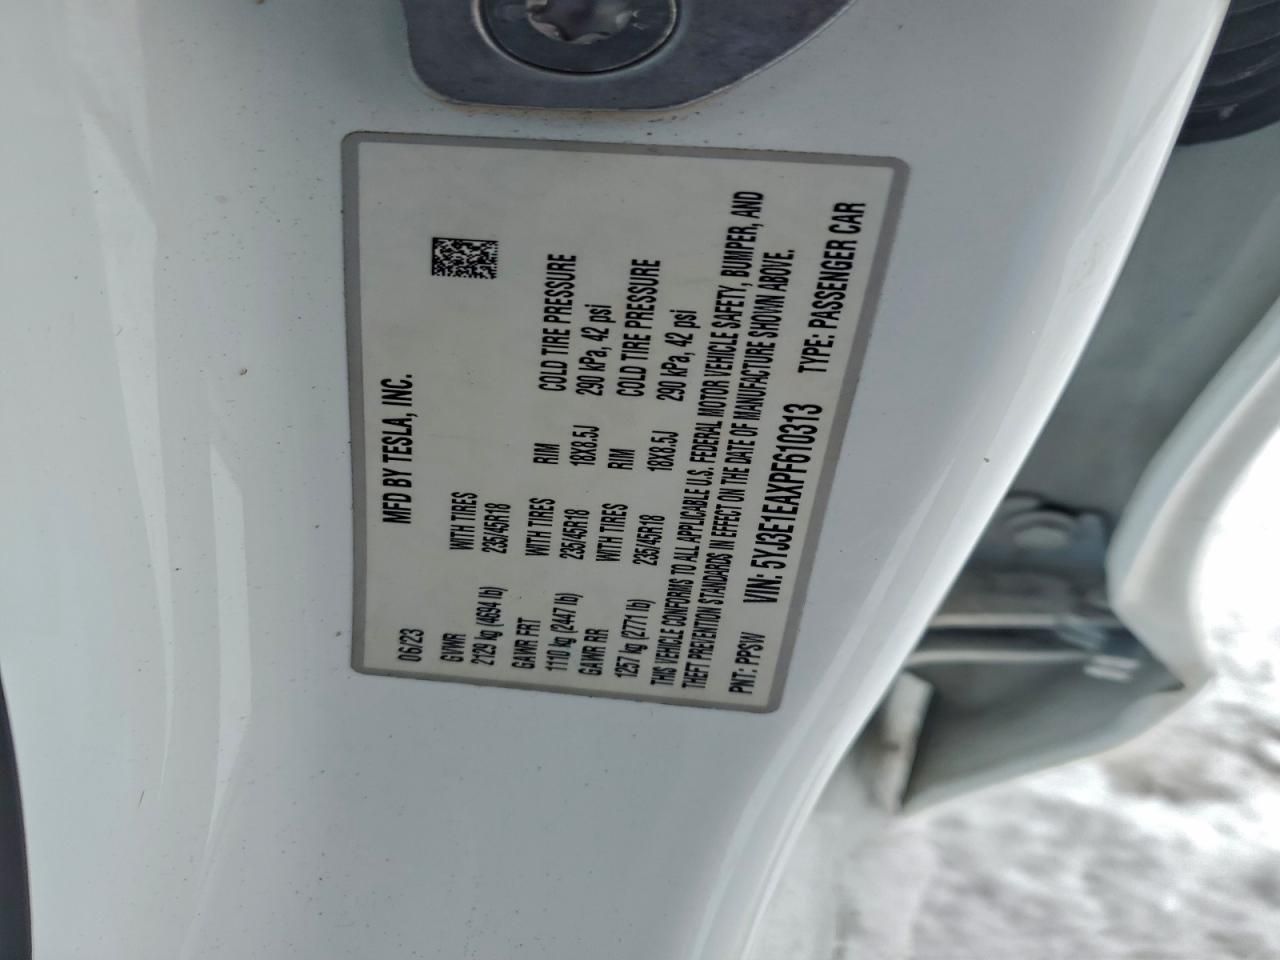 MFD BY TESLA, INC.
06/23
GVWR WITH TIRES
2129 kg (4694 lb) 235/45R18
GAWR FRT WITH TIRES RIM COLD TIRE PRESSURE
1110 kg (2447 lb) 235/45R18 18X8.5J 290 kPa, 42 psi
GAWR RR WITH TIRES RIM COLD TIRE PRESSURE
1257 kg (2771 lb) 235/45R18 18X8.5J 290 kPa, 42 psi
THIS VEHICLE CONFORMS TO ALL APPLICABLE U.S. FEDERAL MOTOR VEHICLE SAFETY, BUMPER, AND
THEFT PREVENTION STANDARDS IN EFFECT ON THE DATE OF MANUFACTURE SHOWN ABOVE.
PNT: PPSW VIN: 5YJ3E1EAXPF610313 TYPE: PASSENGER CAR